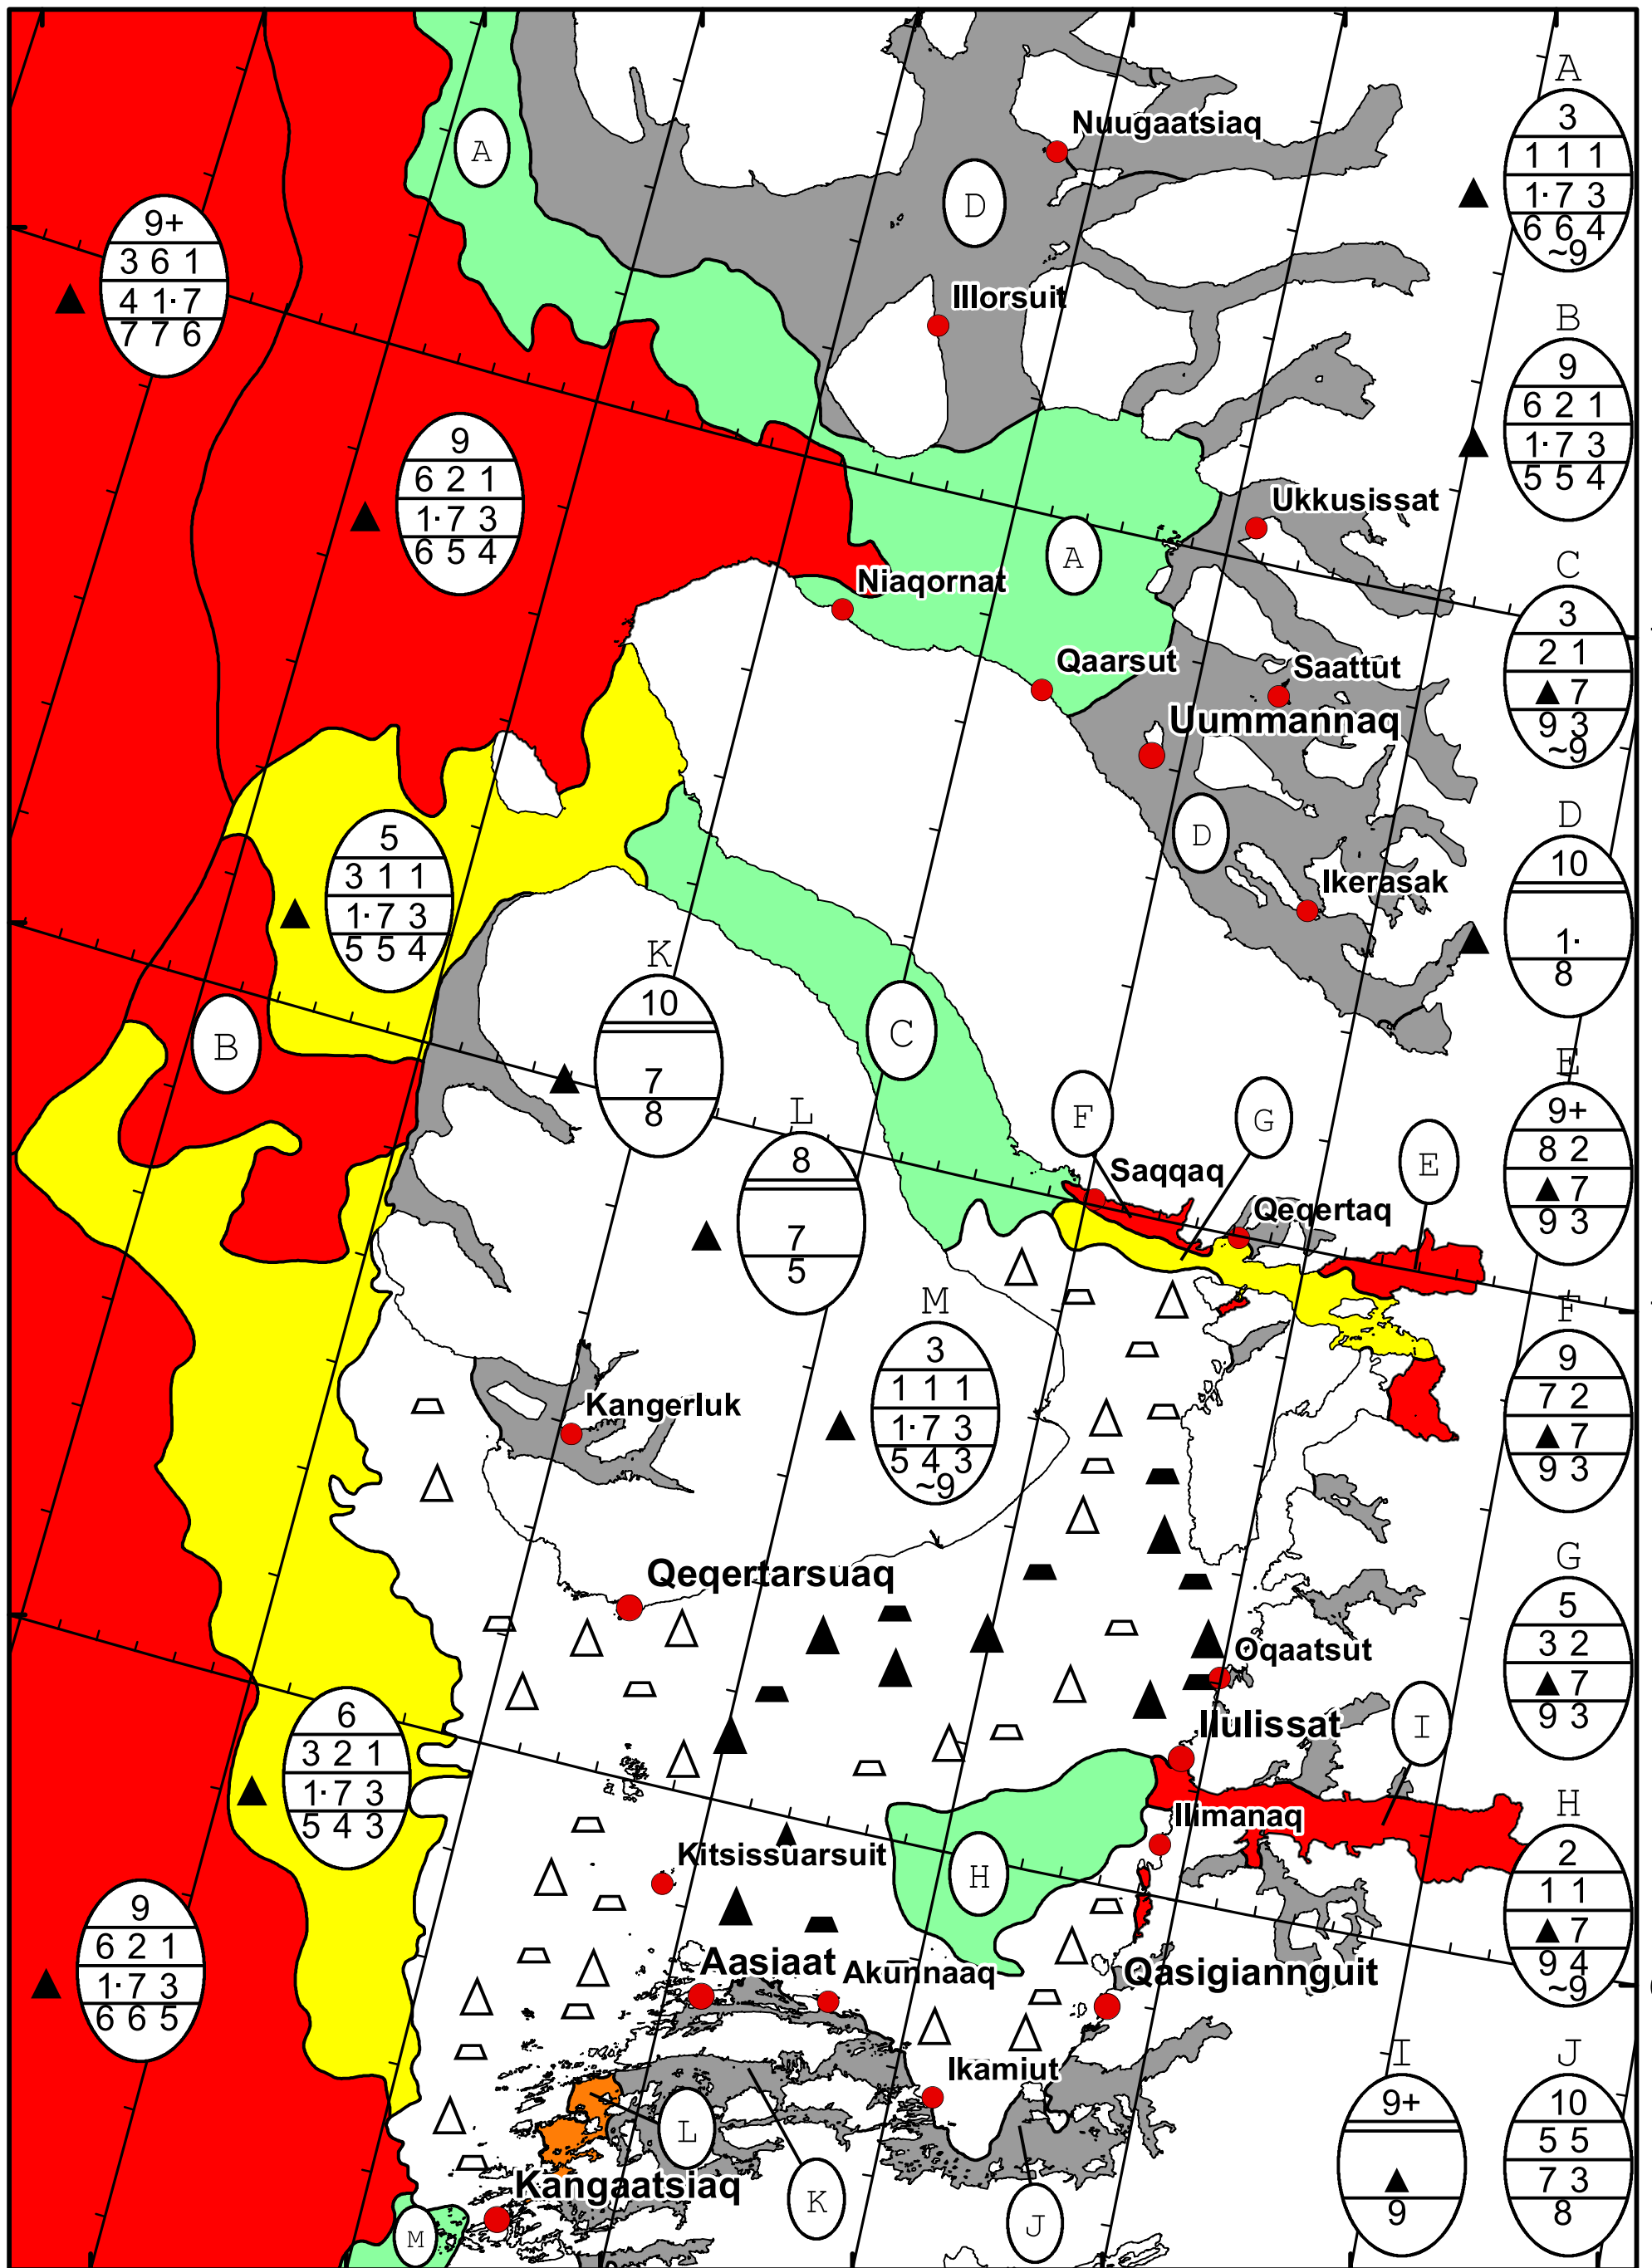 A
3
1 1 1
1· 7 3
6 6 4
~9
Nuugaatsiaq
A
D
9+
3 6 1
4 1· 7
7 7 6
Illorsuit
B
9
6 2 1
1· 7 3
5 5 4
9
6 2 1
1· 7 3
6 5 4
Ukkusissat
A
Niaqornat
C
3
2 1
▲ 7
9 3
~9
Qaarsut
Saattut
Uummannaq
5
3 1 1
1· 7 3
5 5 4
D
D
10
1·
8
Ikerasak
K
10
7
8
B
C
L
8
7
5
F
G
E
E
9+
8 2
▲ 7
9 3
Saqqaq
Qeqertaq
M
3
1 1 1
1· 7 3
5 4 3
~9
F
9
7 2
▲ 7
9 3
Kangerluk
Qeqertarsuaq
G
5
3 2
▲ 7
9 3
Oqaatsut
Ilulissat
I
6
3 2 1
1· 7 3
5 4 3
Ilimanaq
Kitsissuarsuit
H
H
2
1 1
▲ 7
9 4
~9
9
6 2 1
1· 7 3
6 6 5
Aasiaat
Akunnaaq
Qasigiannguit
Ikamiut
I
9+
▲
9
J
10
5 5
7 3
8
L
K
J
Kangaatsiaq
M